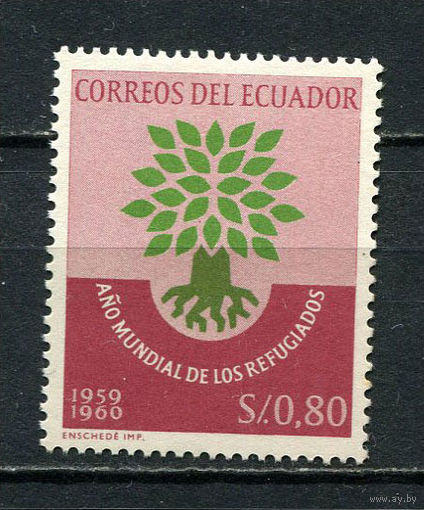 CORREOS DEL ECUADOR
AÑO MUNDIAL DE LOS REFUGIADOS
1959
1960
S/.0,80
ENSCHEDÉ IMP.
www.ay.by